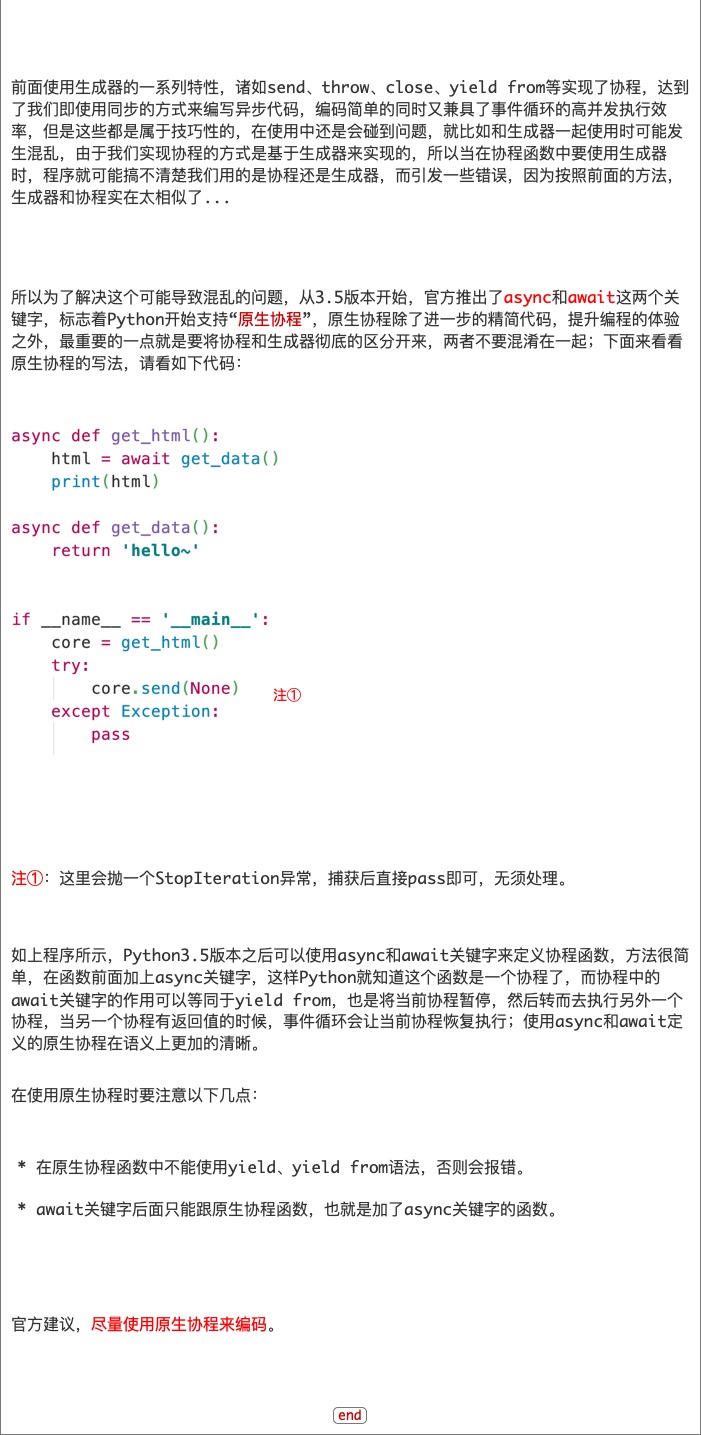 前面使用生成器的一系列特性，诸如send、throw、close、yield from等实现了协程，达到
了我们即使用同步的方式来编写异步代码，编码简单的同时又兼具了事件循环的高并发执行效
率，但是这些都是属于技巧性的，在使用中还是会碰到问题，就比如和生成器一起使用时可能发
生混乱，由于我们实现协程的方式是基于生成器来实现的，所以当在协程函数中要使用生成器
时，程序就可能搞不清楚我们用的是协程还是生成器，而引发一些错误，因为按照前面的方法，
生成器和协程实在太相似了...
所以为了解决这个可能导致混乱的问题，从3.5版本开始，官方推出了async和await这两个关
键字，标志着Python开始支持“原生协程”，原生协程除了进一步的精简代码，提升编程的体验
之外，最重要的一点就是要将协程和生成器彻底的区分开来，两者不要混淆在一起；下面来看看
原生协程的写法，请看如下代码：
async def get_html():
    html = await get_data()
    print(html)
async def get_data():
    return 'hello~'
if __name__ == '__main__':
    core = get_html()
    try:
        core.send(None) 注①
    except Exception:
        pass
注①：这里会抛一个StopIteration异常，捕获后直接pass即可，无须处理。
如上程序所示，Python3.5版本之后可以使用async和await关键字来定义协程函数，方法很简
单，在函数前面加上async关键字，这样Python就知道这个函数是一个协程了，而协程中的
await关键字的作用可以等同于yield from，也是将当前协程暂停，然后转而去执行另外一个
协程，当另一个协程有返回值的时候，事件循环会让当前协程恢复执行；使用async和await定
义的原生协程在语义上更加的清晰。
在使用原生协程时要注意以下几点：
* 在原生协程函数中不能使用yield、yield from语法，否则会报错。
* await关键字后面只能跟原生协程函数，也就是加了async关键字的函数。
官方建议，尽量使用原生协程来编码。
end